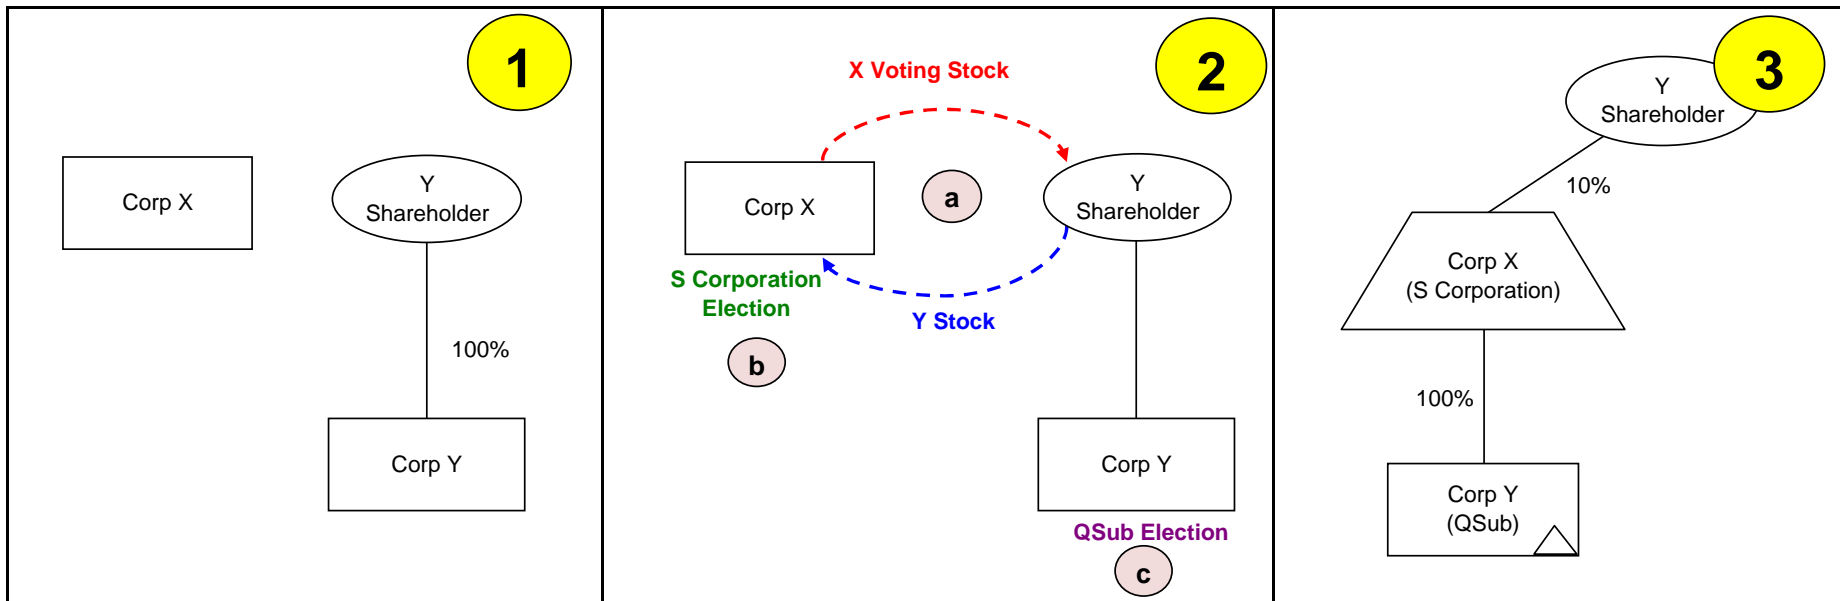 1
Corp X
Y
Shareholder
100%
Corp Y
2
X Voting Stock
Corp X
a
Y
Shareholder
S Corporation
Election
Y Stock
b
Corp Y
QSub Election
c
3
Y
Shareholder
10%
Corp X
(S Corporation)
100%
Corp Y
(QSub)